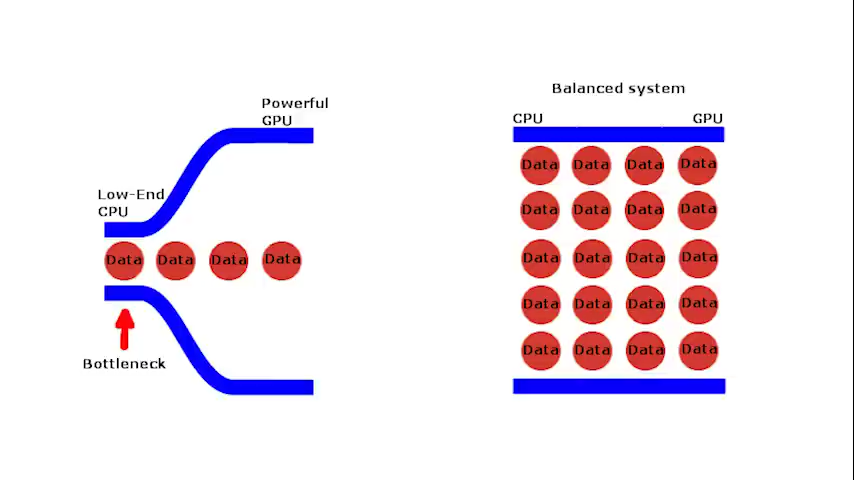 Powerful
GPU
Low-End
CPU
Data Data Data Data
Bottleneck
Balanced system
CPU GPU
Data Data Data Data
Data Data Data Data
Data Data Data Data
Data Data Data Data
Data Data Data Data